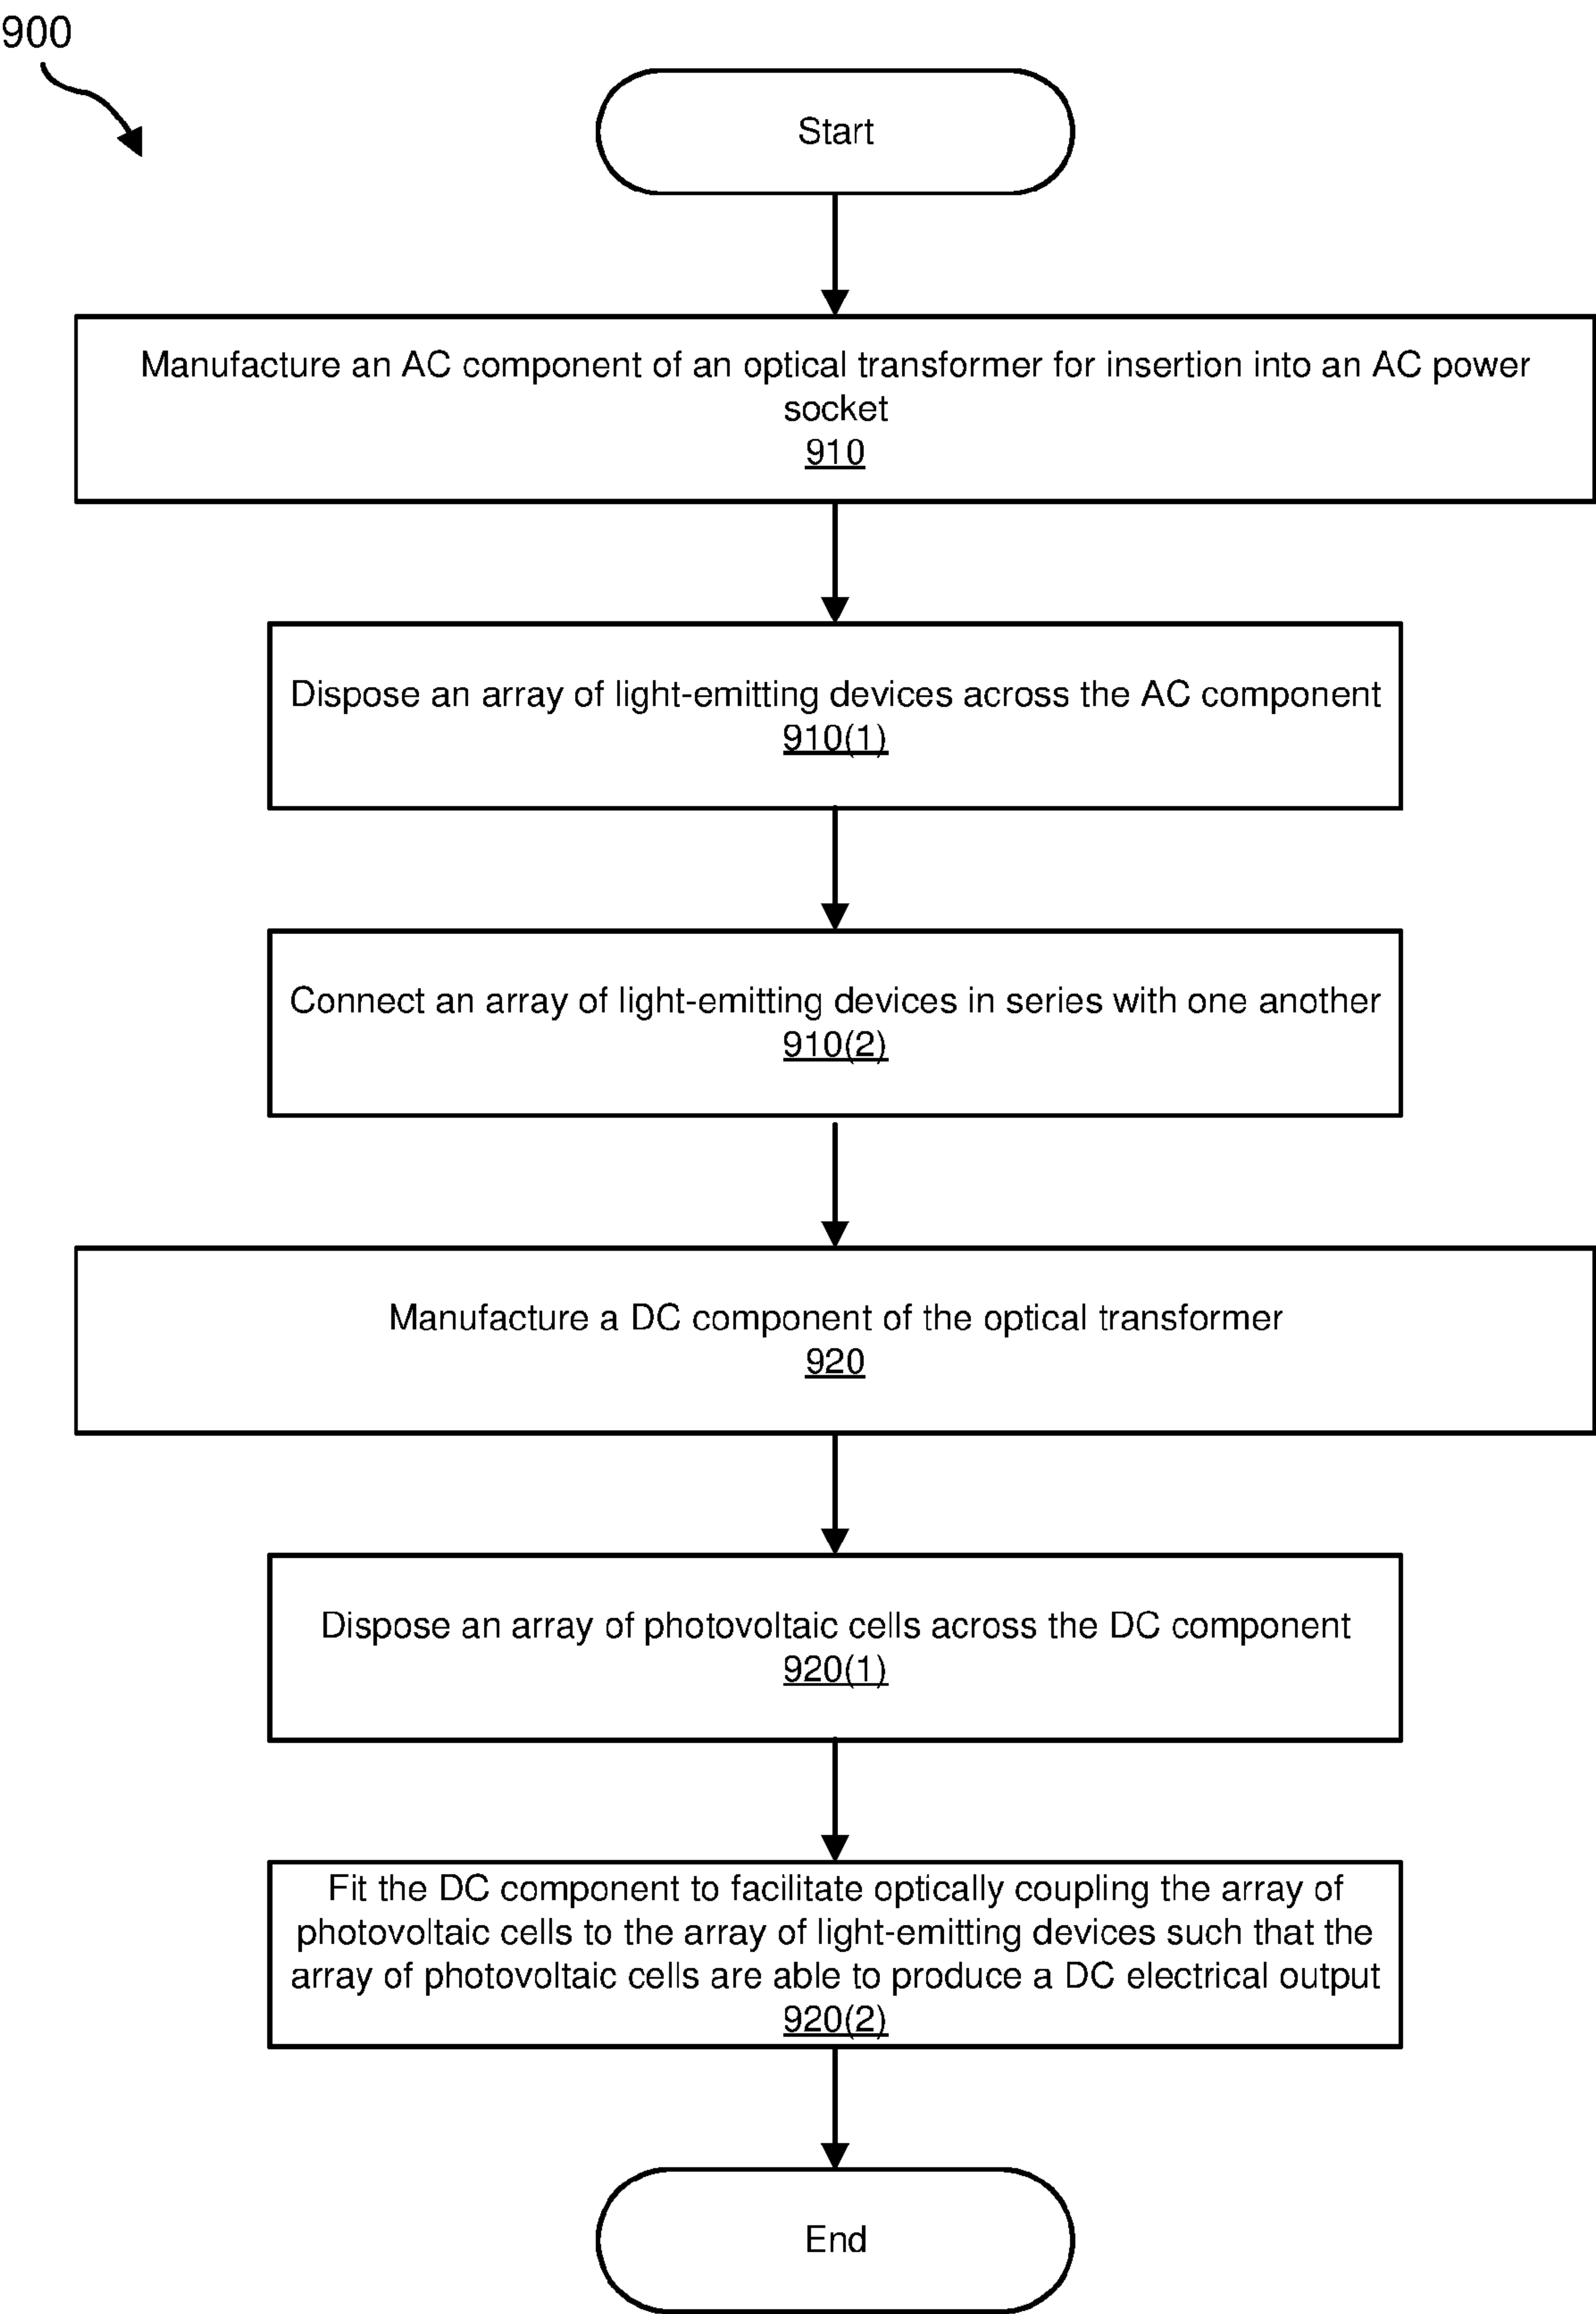 900
Start
Manufacture an AC component of an optical transformer for insertion into an AC power
socket
910
Dispose an array of light-emitting devices across the AC component
910(1)
Connect an array of light-emitting devices in series with one another
910(2)
Manufacture a DC component of the optical transformer
920
Dispose an array of photovoltaic cells across the DC component
920(1)
Fit the DC component to facilitate optically coupling the array of
photovoltaic cells to the array of light-emitting devices such that the
array of photovoltaic cells are able to produce a DC electrical output
920(2)
End